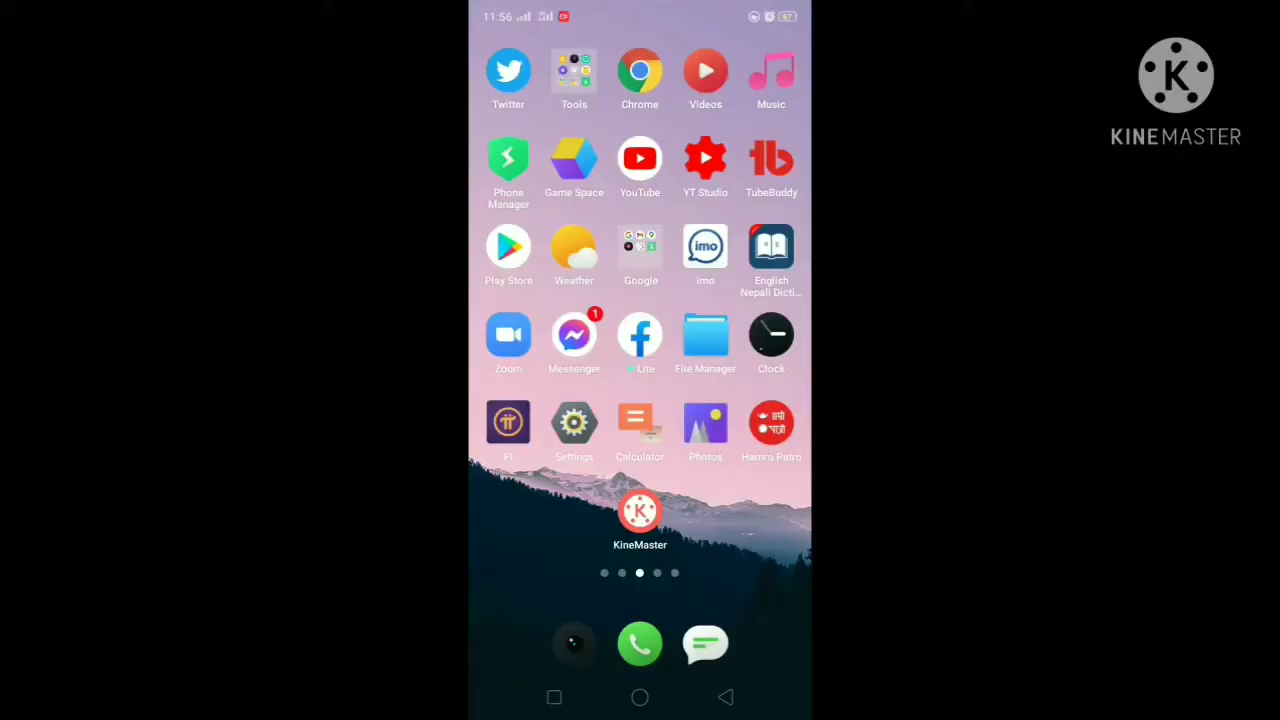 11:56
67
KINEMASTER
Twitter
Tools
Chrome
Videos
Music
Phone
Manager
Game Space
YouTube
YT Studio
TubeBuddy
Play Store
Weather
Google
imo
imo
English
Nepali Dicti...
1
Zoom
Messenger
Lite
File Manager
Clock
हाम्रो
पात्रो
Pi
Settings
Calculator
Photos
Hamro Patro
K
KineMaster